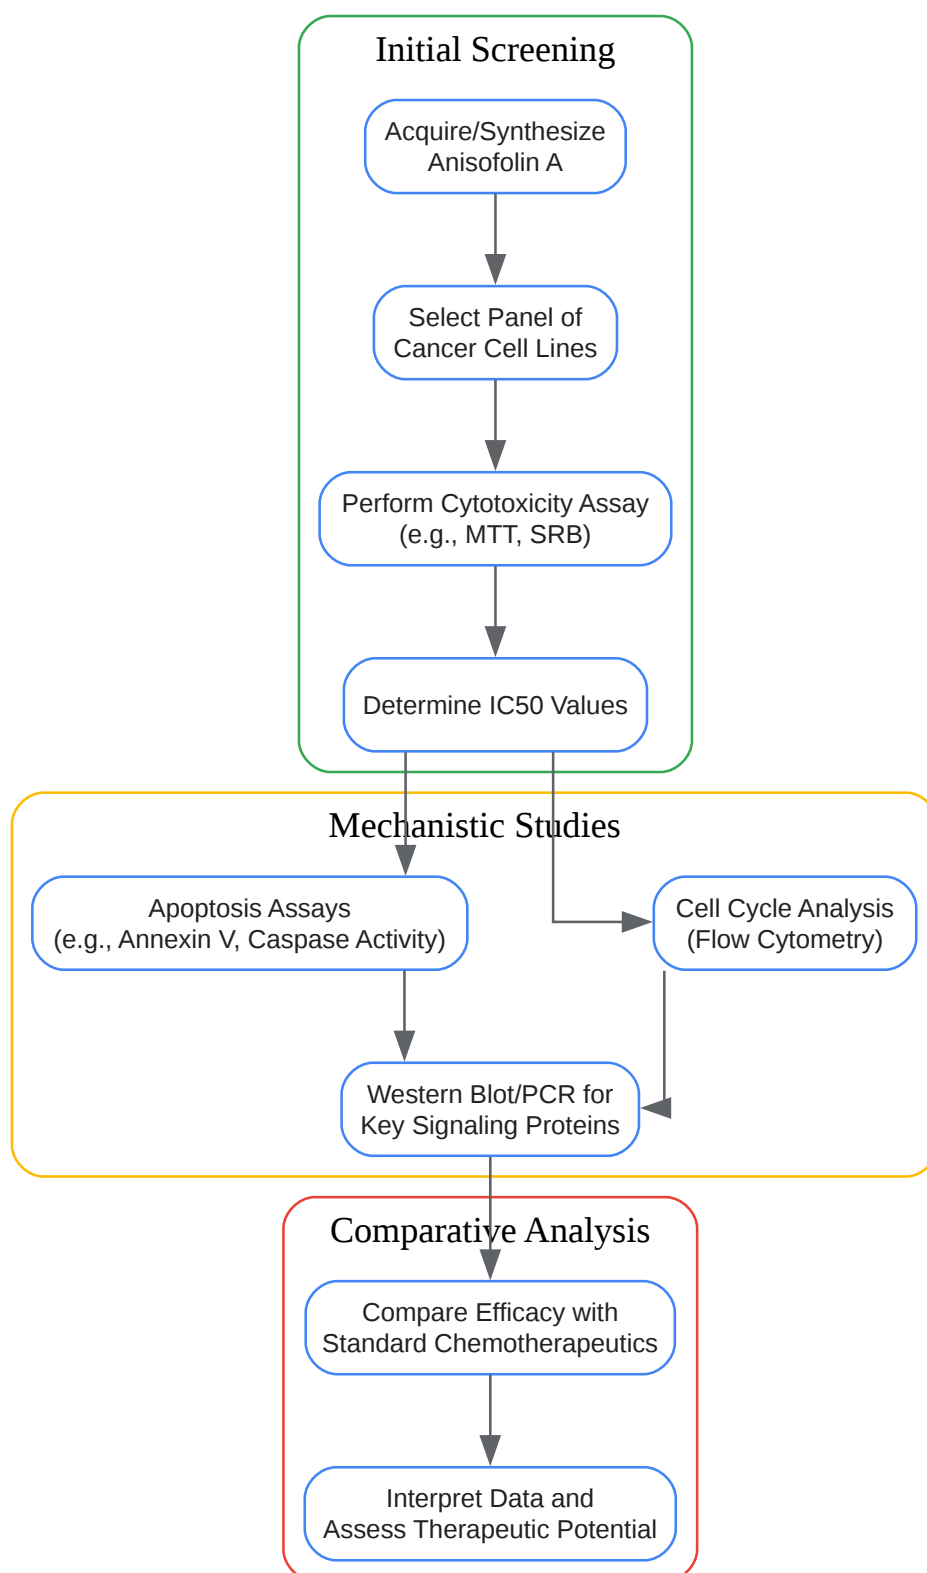 Initial Screening
Acquire/Synthesize
Anisofolin A
Select Panel of
Cancer Cell Lines
Perform Cytotoxicity Assay
(e.g., MTT, SRB)
Determine IC50 Values
Mechanistic Studies
Apoptosis Assays
(e.g., Annexin V, Caspase Activity)
Cell Cycle Analysis
(Flow Cytometry)
Western Blot/PCR for
Key Signaling Proteins
Comparative Analysis
Compare Efficacy with
Standard Chemotherapeutics
Interpret Data and
Assess Therapeutic Potential